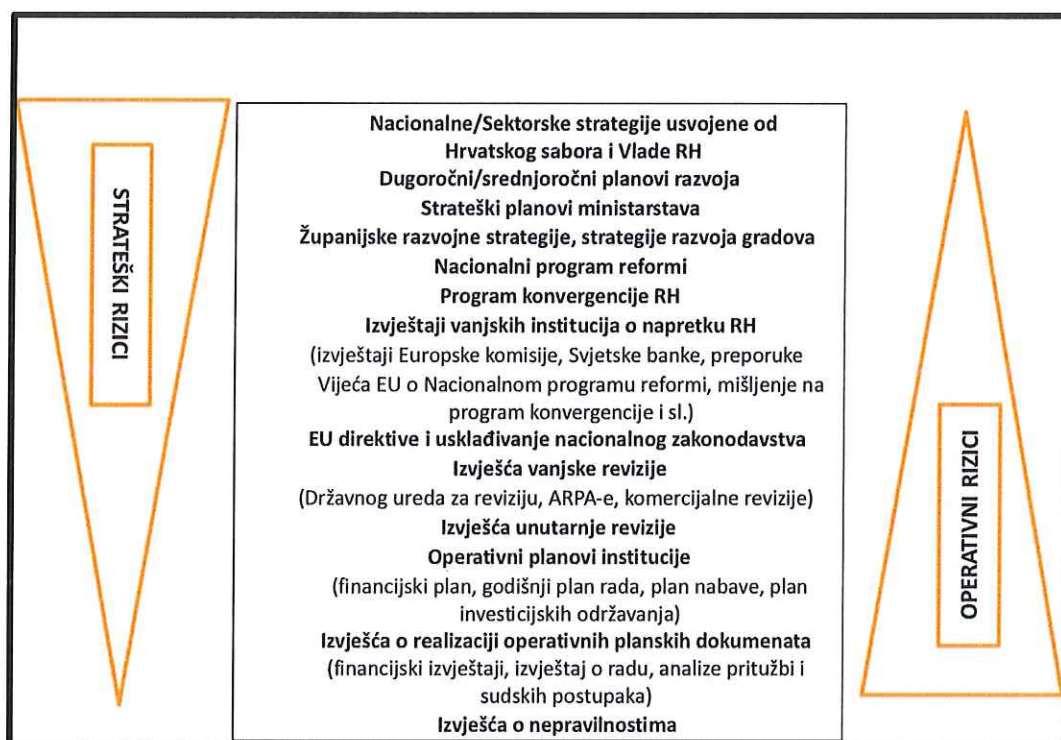 STRATEŠKI RIZICI
Nacionalne/Sektorske strategije usvojene od
Hrvatskog sabora i Vlade RH
Dugoročni/srednjoročni planovi razvoja
Strateški planovi ministarstava
Županijske razvojne strategije, strategije razvoja gradova
Nacionalni program reformi
Program konvergencije RH
Izvještaji vanjskih institucija o napretku RH
(izvještaji Europske komisije, Svjetske banke, preporuke
Vijeća EU o Nacionalnom programu reformi, mišljenje na
program konvergencije i sl.)
EU direktive i usklađivanje nacionalnog zakonodavstva
Izvješća vanjske revizije
(Državnog ureda za reviziju, ARPA-e, komercijalne revizije)
Izvješća unutarnje revizije
Operativni planovi institucije
(financijski plan, godišnji plan rada, plan nabave, plan
investicijskih održavanja)
Izvješća o realizaciji operativnih planskih dokumenata
(financijski izvještaji, izvještaj o radu, analize pritužbi i
sudskih postupaka)
Izvješća o nepravilnostima
OPERATIVNI RIZICI